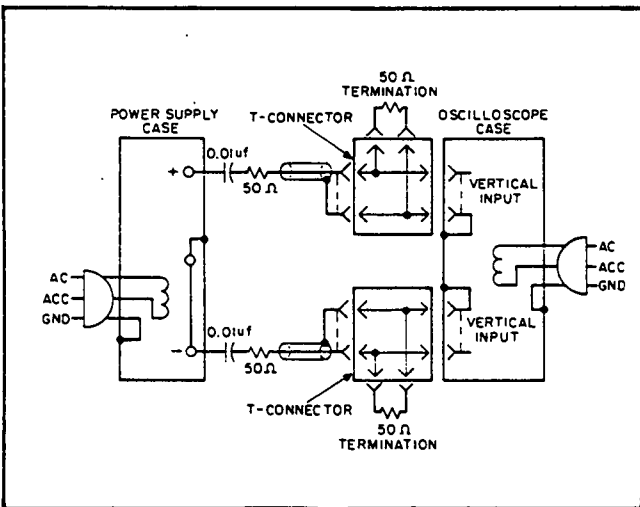 50 Ω
TERMINATION
T-CONNECTOR
POWER SUPPLY
CASE
OSCILLOSCOPE
CASE
0.01uf
+
50 Ω
VERTICAL
INPUT
AC
ACC
GND
AC
ACC
GND
0.01uf
-
50 Ω
VERTICAL
INPUT
T-CONNECTOR
50 Ω
TERMINATION